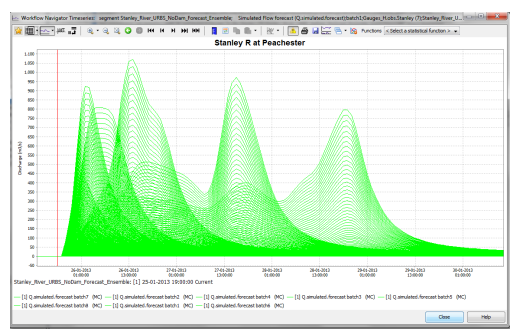 Workflow Navigator Timeseries segment Stanley_River_URBS_NoDam_Forecast_Ensemble; Simulated Flow forecast (Q.simulated.forecast;batch1;Gauges_H.obs.Stanley (7);Stanley_River_U...
Functions <Select a statistical function >
Stanley R at Peachester
1.100
1.050
1.000
950
900
850
800
750
700
650
600
550
500
450
400
350
300
250
200
150
100
50
0
-50
Discharge (m3/s)
26-01-2013 26-01-2013 27-01-2013 27-01-2013 28-01-2013 28-01-2013 29-01-2013 29-01-2013 30-01-2013
01:00:00 13:00:00 01:00:00 13:00:00 01:00:00 13:00:00 01:00:00 13:00:00 01:00:00
Stanley_River_URBS_NoDam_Forecast_Ensemble: [1] 23-01-2013 19:00:00 Current
[1] Q.simulated.forecast batch7 (MC) [1] Q.simulated.forecast batch2 (MC) [1] Q.simulated.forecast batch4 (MC) [1] Q.simulated.forecast batch3 (MC) [1] Q.simulated.forecast batch5 (MC)
[1] Q.simulated.forecast batch8 (MC) [1] Q.simulated.forecast batch1 (MC) [1] Q.simulated.forecast batch6 (MC)
Close Help